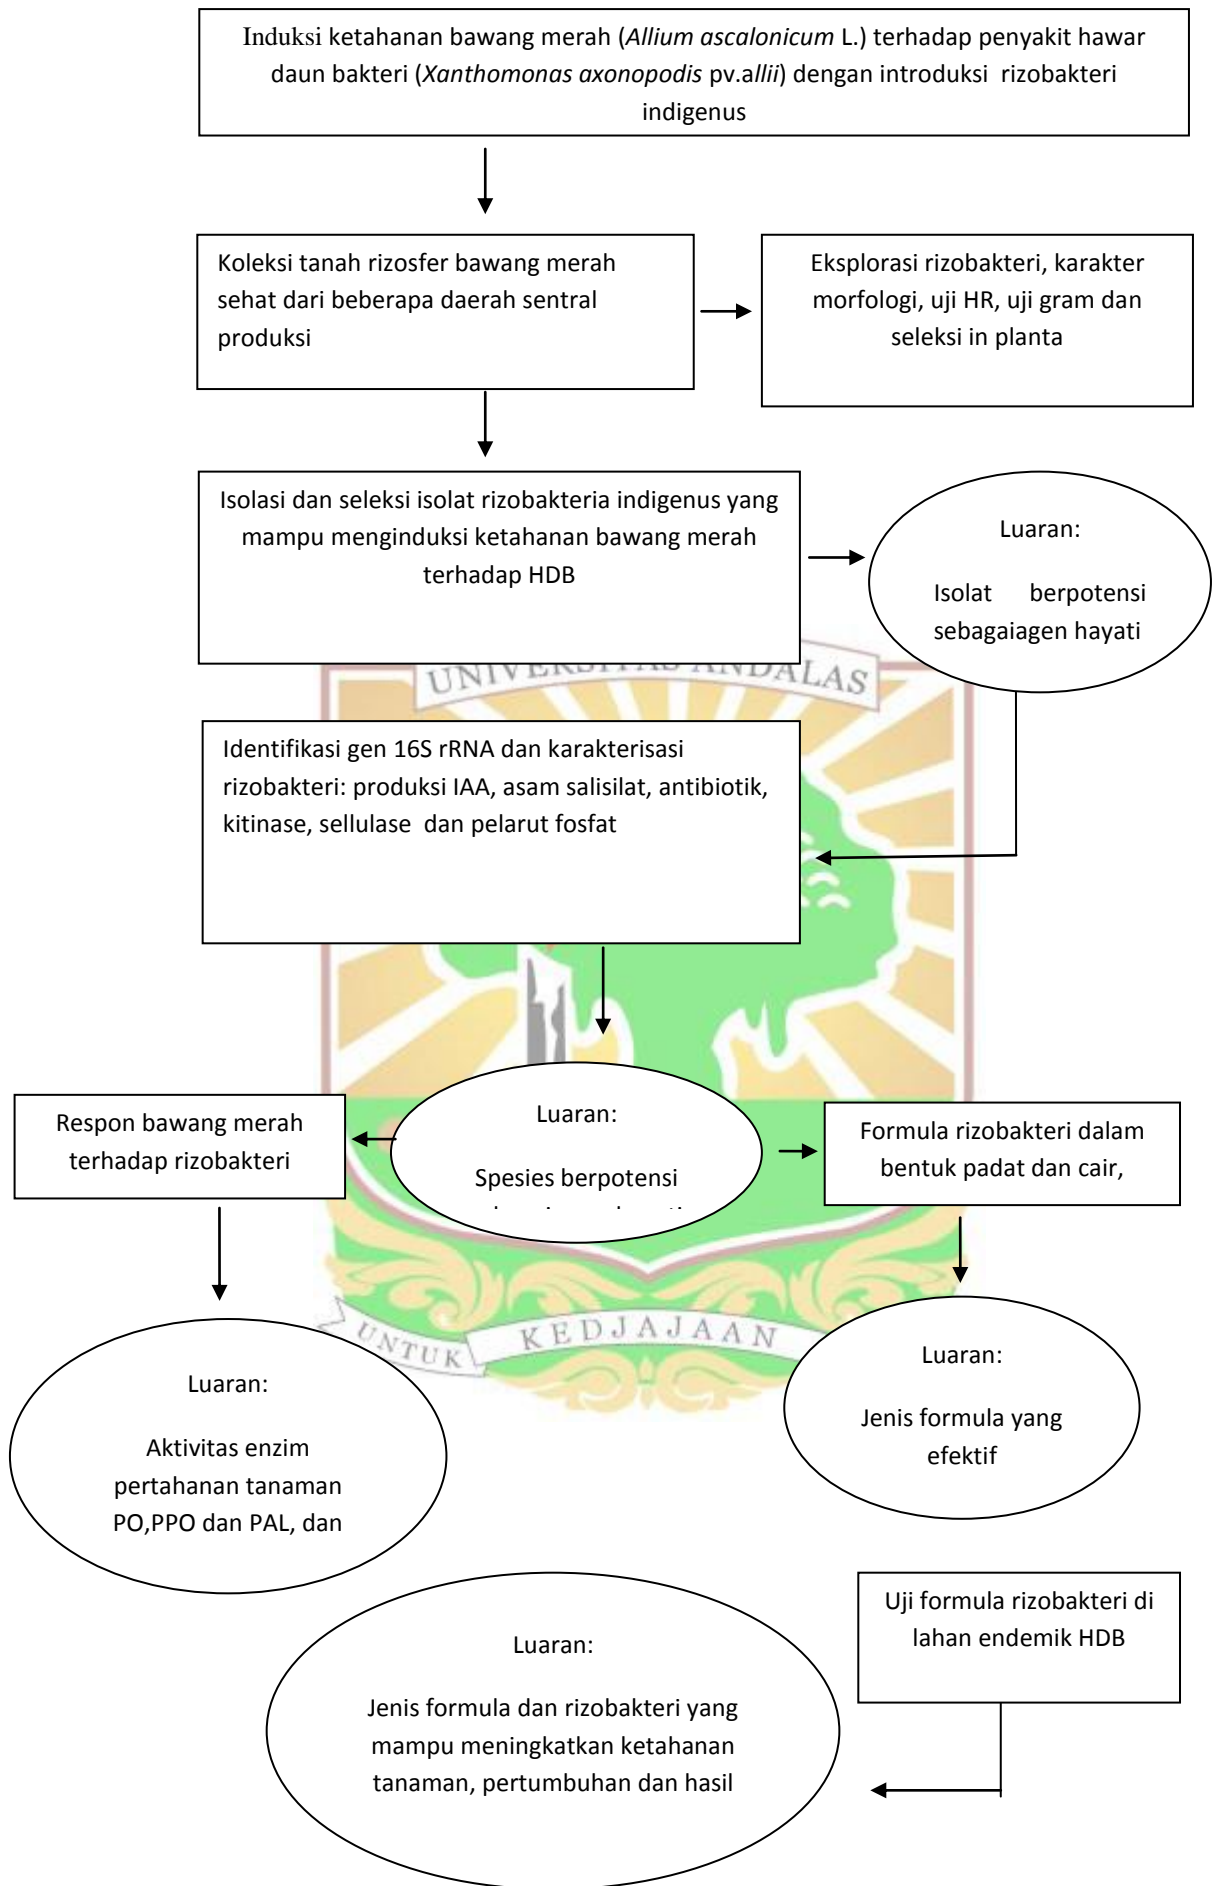 Induksi ketahanan bawang merah (Allium ascalonicum L.) terhadap penyakit hawar
daun bakteri (Xanthomonas axonopodis pv.allii) dengan introduksi rizobakteri
indigenus
Koleksi tanah rizosfer bawang merah
sehat dari beberapa daerah sentral
produksi
Eksplorasi rizobakteri, karakter
morfologi, uji HR, uji gram dan
seleksi in planta
Isolasi dan seleksi isolat rizobakteria indigenus yang
mampu menginduksi ketahanan bawang merah
terhadap HDB
Luaran:
Isolat berpotensi
sebagaiagen hayati
UNIVERSITAS ANDALAS
Identifikasi gen 16S rRNA dan karakterisasi
rizobakteri: produksi IAA, asam salisilat, antibiotik,
kitinase, sellulase dan pelarut fosfat
Respon bawang merah
terhadap rizobakteri
Luaran:
Spesies berpotensi
Formula rizobakteri dalam
bentuk padat dan cair,
UNTUK KEDJAJAAN
Luaran:
Aktivitas enzim
pertahanan tanaman
PO,PPO dan PAL, dan
Luaran:
Jenis formula yang
efektif
Uji formula rizobakteri di
lahan endemik HDB
Luaran:
Jenis formula dan rizobakteri yang
mampu meningkatkan ketahanan
tanaman, pertumbuhan dan hasil